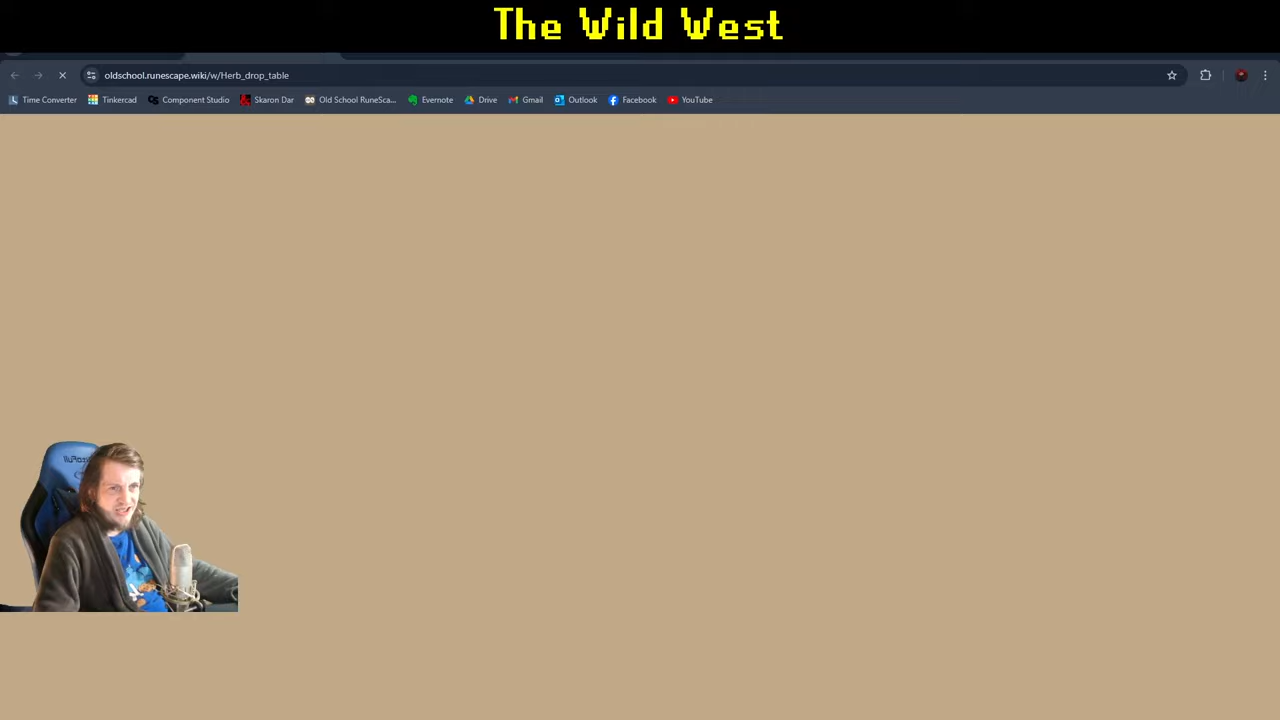 The Wild West
oldschool.runescape.wiki/w/Herb_drop_table
Time Converter Tinkercad Component Studio Skaron Dar Old School RuneSca... Evernote Drive Gmail Outlook Facebook YouTube